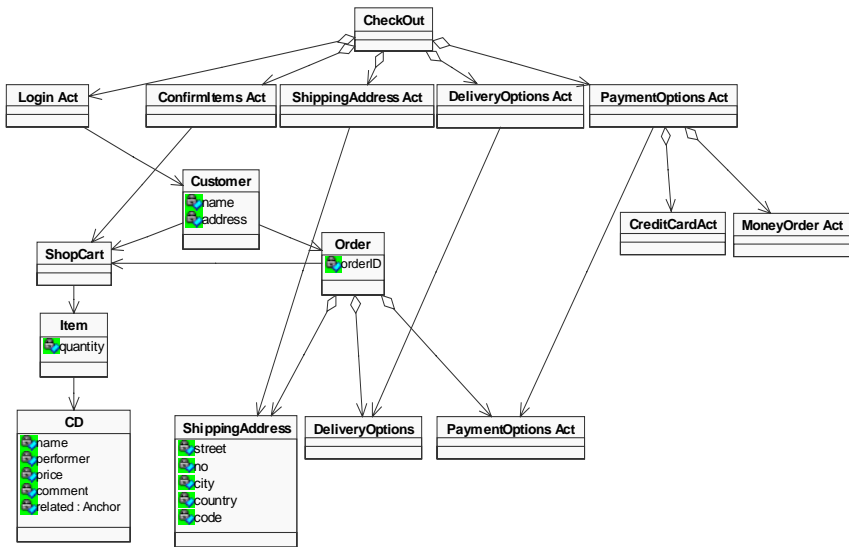 CheckOut
Login Act
ConfirmItems Act
ShippingAddress Act
DeliveryOptions Act
PaymentOptions Act
Customer
name
address
CreditCardAct
MoneyOrder Act
ShopCart
Order
orderID
Item
quantity
CD
name
performer
price
comment
related : Anchor
ShippingAddress
street
no
city
country
code
DeliveryOptions
PaymentOptions Act